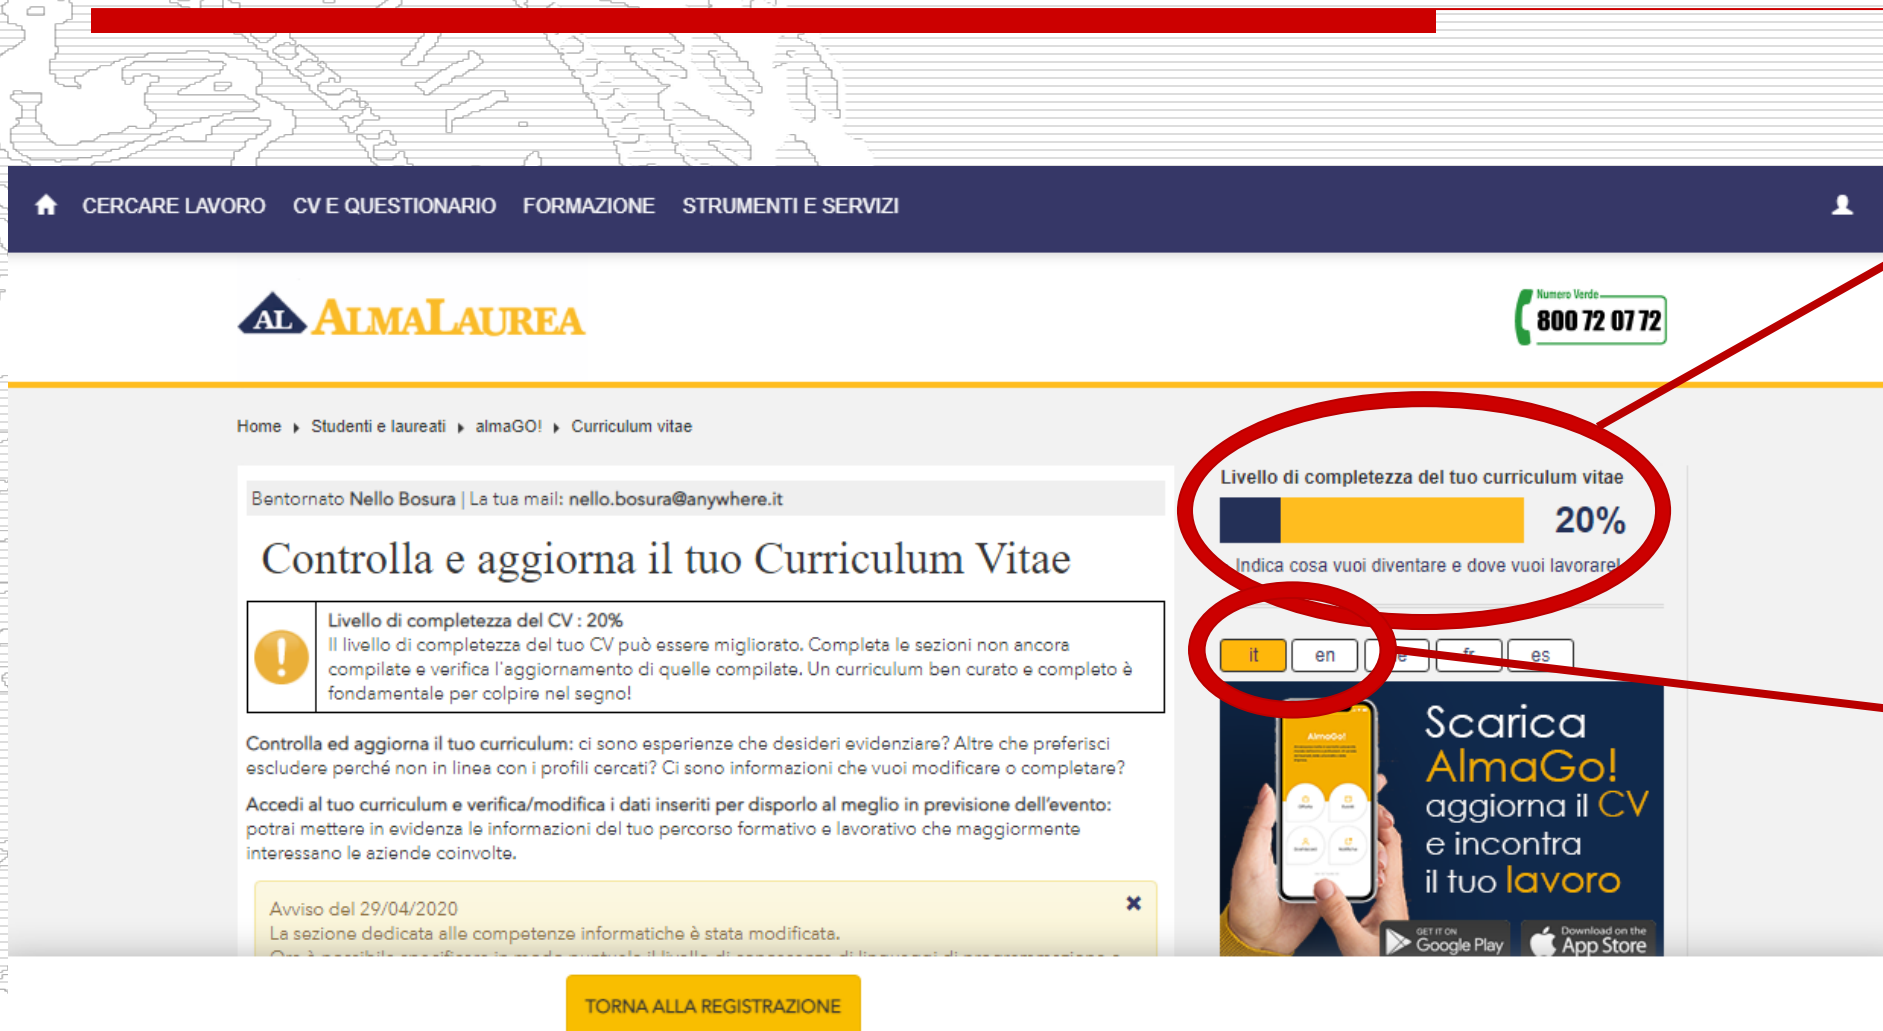 CERCARE LAVORO CV E QUESTIONARIO FORMAZIONE STRUMENTI E SERVIZI
AL ALMALAUREA
Numero Verde
800 72 07 72
Home Studenti e laureati almaGO! Curriculum vitae
Bentornato Nello Bosura | La tua mail: nello.bosura@anywhere.it
Controlla e aggiorna il tuo Curriculum Vitae
Livello di completezza del CV : 20%
Il livello di completezza del tuo CV può essere migliorato. Completa le sezioni non ancora
compilate e verifica l'aggiornamento di quelle compilate. Un curriculum ben curato e completo è
fondamentale per colpire nel segno!
Controlla ed aggiorna il tuo curriculum: ci sono esperienze che desideri evidenziare? Altre che preferisci
escludere perché non in linea con i profili cercati? Ci sono informazioni che vuoi modificare o completare?
Accedi al tuo curriculum e verifica/modifica i dati inseriti per disporlo al meglio in previsione dell'evento:
potrai mettere in evidenza le informazioni del tuo percorso formativo e lavorativo che maggiormente
interessano le aziende coinvolte.
Avviso del 29/04/2020
La sezione dedicata alle competenze informatiche è stata modificata.
Livello di completezza del tuo curriculum vitae
20%
Indica cosa vuoi diventare e dove vuoi lavorare!
it en fr es
AlmaGo!
Scarica
AlmaGo!
aggiorna il CV
e incontra
il tuo lavoro
GET IT ON
Google Play
Download on the
App Store
TORNA ALLA REGISTRAZIONE